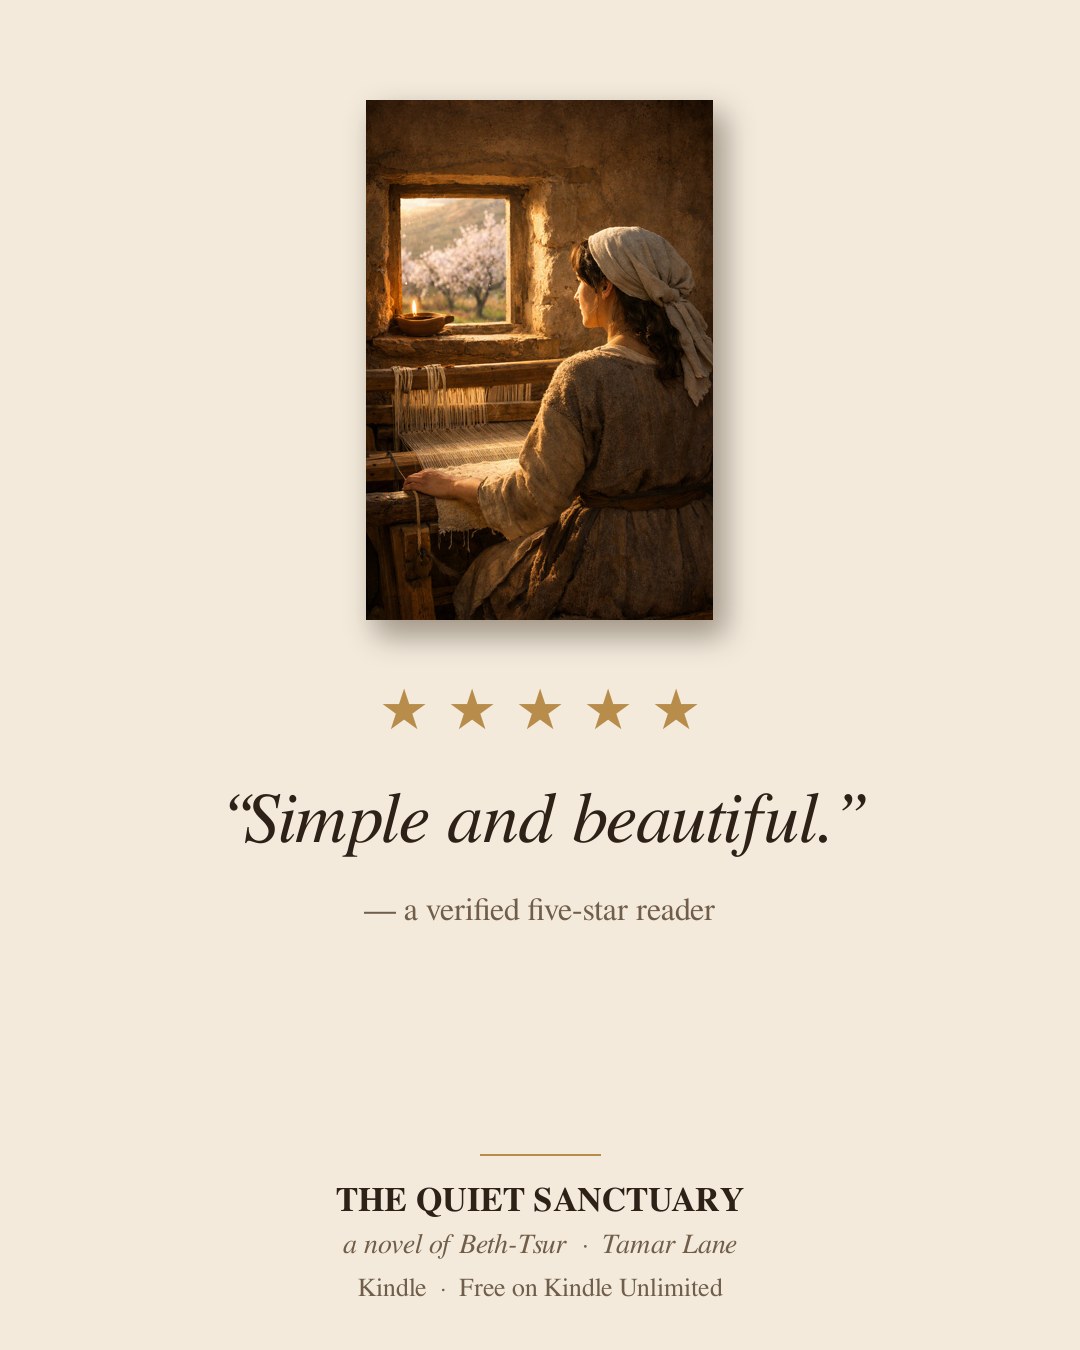 “Simple and beautiful.”
— a verified five-star reader
THE QUIET SANCTUARY
a novel of Beth-Tsur · Tamar Lane
Kindle · Free on Kindle Unlimited